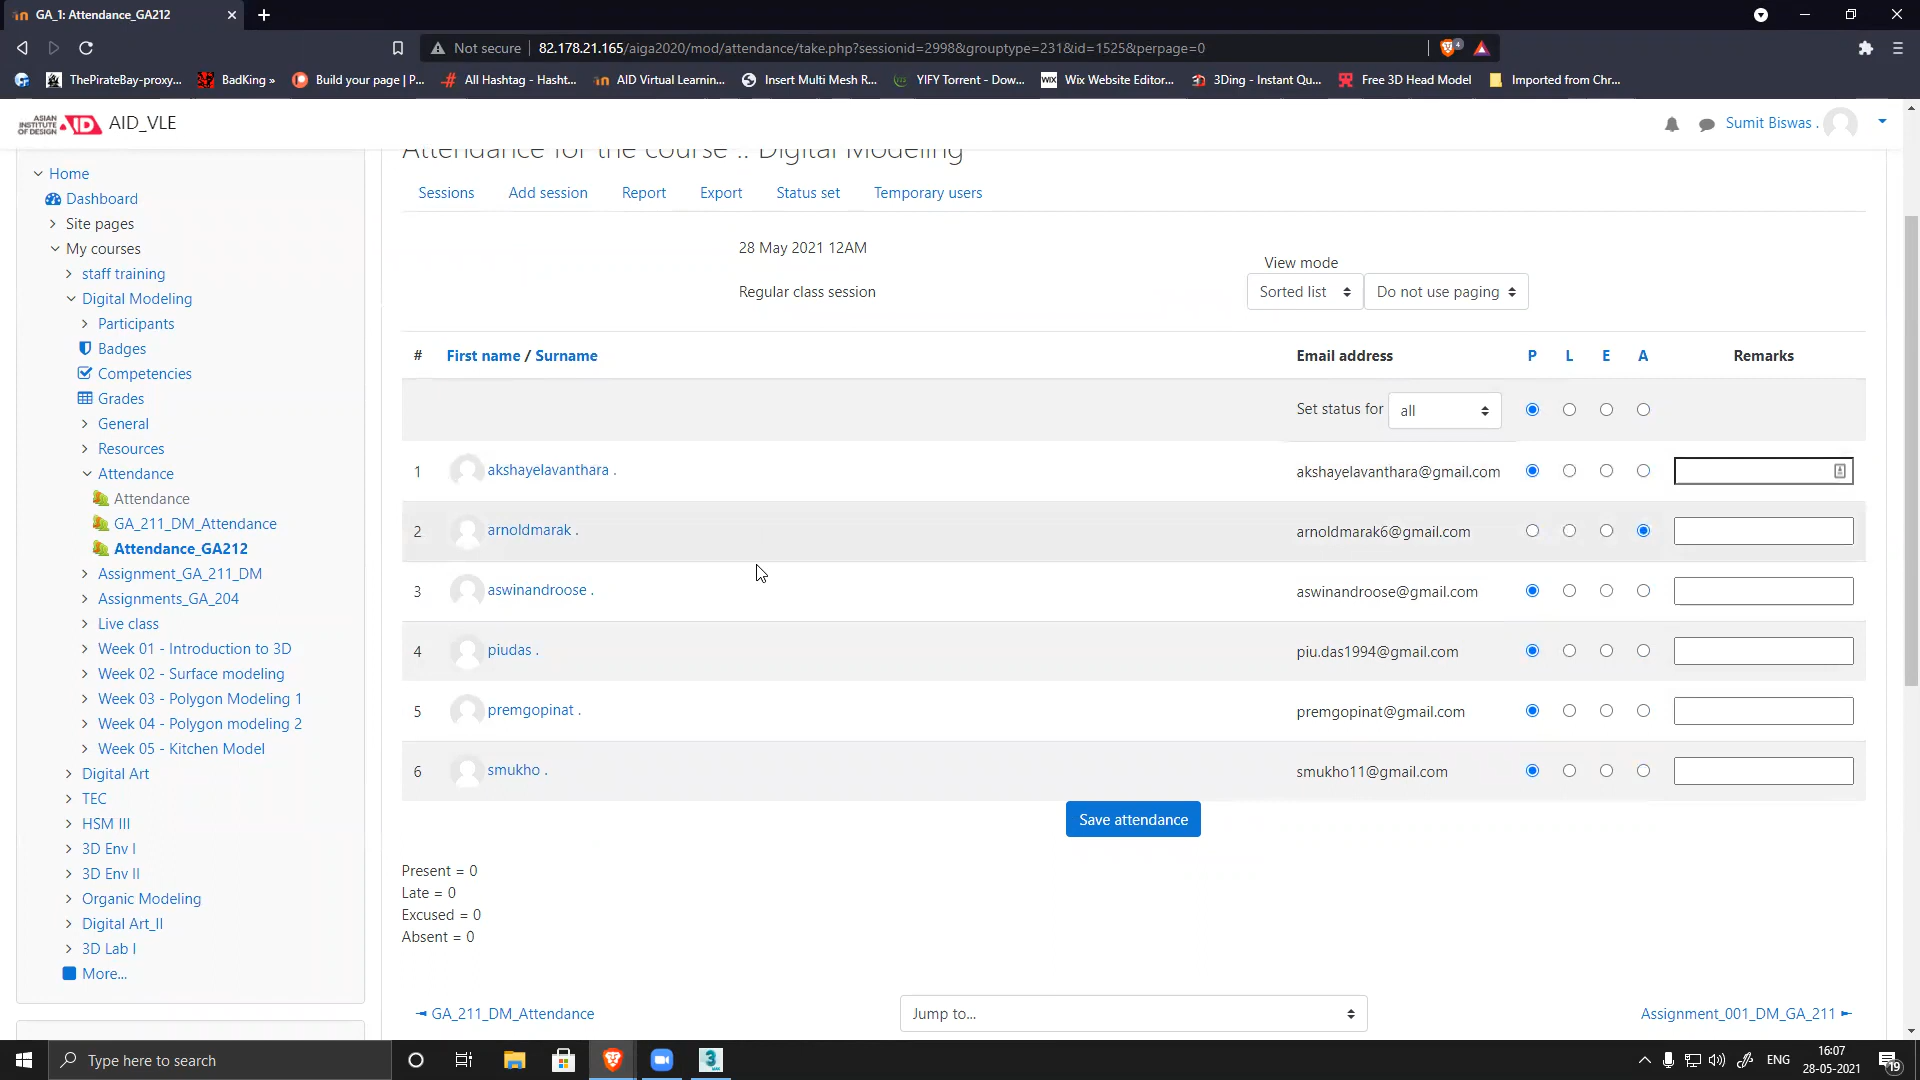 GA_1: Attendance_GA212
Not secure 82.178.21.165/aiga2020/mod/attendance/take.php?sessionid=2998&grouptype=231&id=1525&perpage=0
ThePirateBay-proxy... BadKing » Build your page | P... All Hashtag - Hasht... AID Virtual Learnin... Insert Multi Mesh R... YIFY Torrent - Dow... Wix Website Editor... 3Ding - Instant Qu... Free 3D Head Model Imported from Chr...
ASIAN INSTITUTE OF DESIGN AID AID_VLE
Sumit Biswas .
Home
Dashboard
Site pages
My courses
staff training
Digital Modeling
Participants
Badges
Competencies
Grades
General
Resources
Attendance
Attendance
GA_211_DM_Attendance
Attendance_GA212
Assignment_GA_211_DM
Assignments_GA_204
Live class
Week 01 - Introduction to 3D
Week 02 - Surface modeling
Week 03 - Polygon Modeling 1
Week 04 - Polygon modeling 2
Week 05 - Kitchen Model
Digital Art
TEC
HSM III
3D Env I
3D Env II
Organic Modeling
Digital Art_II
3D Lab I
More...
Attendance for the course :: Digital Modeling
Sessions Add session Report Export Status set Temporary users
28 May 2021 12AM
Regular class session
View mode
Sorted list Do not use paging
# First name / Surname Email address P L E A Remarks
Set status for all
1 akshayelavanthara . akshayelavanthara@gmail.com
2 arnoldmarak . arnoldmarak6@gmail.com
3 aswinandroose . aswinandroose@gmail.com
4 piudas . piu.das1994@gmail.com
5 premgopinat . premgopinat@gmail.com
6 smukho . smukho11@gmail.com
Save attendance
Present = 0
Late = 0
Excused = 0
Absent = 0
◄ GA_211_DM_Attendance
Jump to...
Assignment_001_DM_GA_211 ►
Type here to search
ENG
16:07
28-05-2021
19